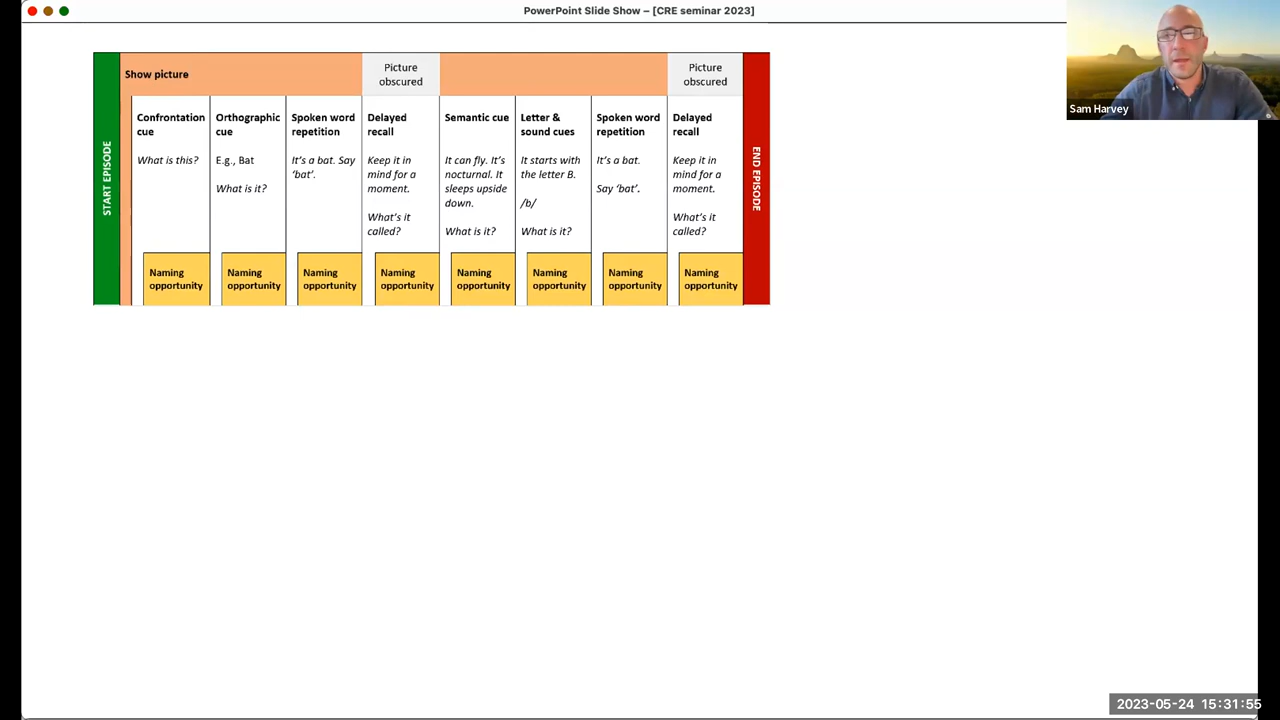 PowerPoint Slide Show – [CRE seminar 2023]
Sam Harvey
START EPISODE
Show picture
Picture
obscured
Picture
obscured
Confrontation
cue
What is this?
Naming
opportunity
Orthographic
cue
E.g., Bat
What is it?
Naming
opportunity
Spoken word
repetition
It’s a bat. Say
‘bat’.
Naming
opportunity
Delayed
recall
Keep it in
mind for a
moment.
What’s it
called?
Naming
opportunity
Semantic cue
It can fly. It’s
nocturnal. It
sleeps upside
down.
What is it?
Naming
opportunity
Letter &
sound cues
It starts with
the letter B.
/b/
What is it?
Naming
opportunity
Spoken word
repetition
It’s a bat.
Say ‘bat’.
Naming
opportunity
Delayed
recall
Keep it in
mind for a
moment.
What’s it
called?
Naming
opportunity
END EPISODE
2023-05-24 15:31:55